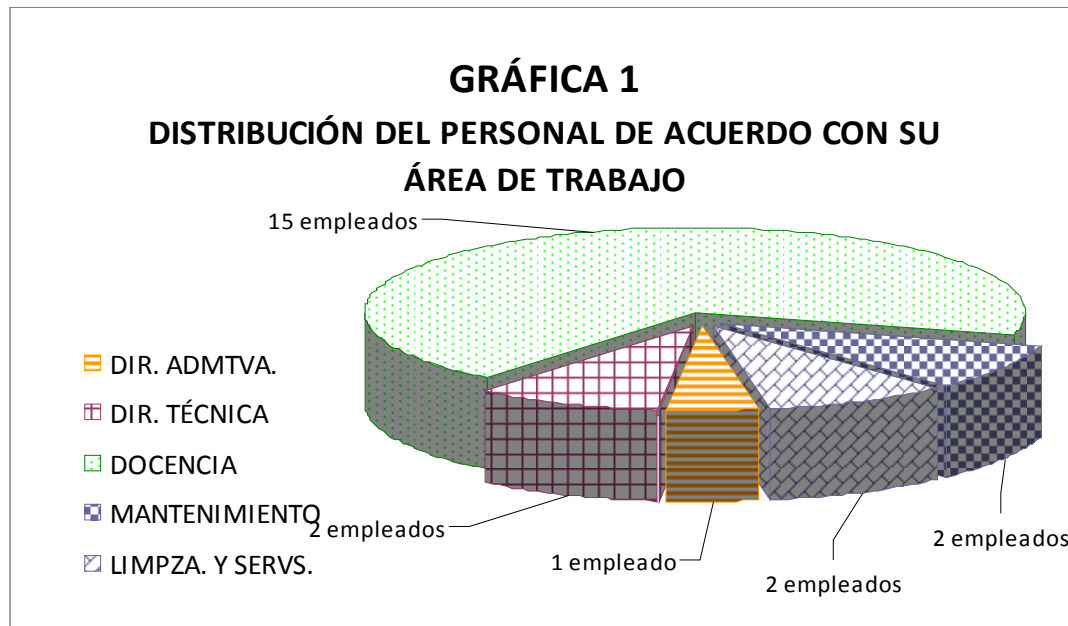 GRÁFICA 1
DISTRIBUCIÓN DEL PERSONAL DE ACUERDO CON SU
ÁREA DE TRABAJO
15 empleados
DIR. ADMTVA.
DIR. TÉCNICA
DOCENCIA
MANTENIMIENTO
LIMPZA. Y SERVS.
2 empleados
1 empleado
2 empleados
2 empleados